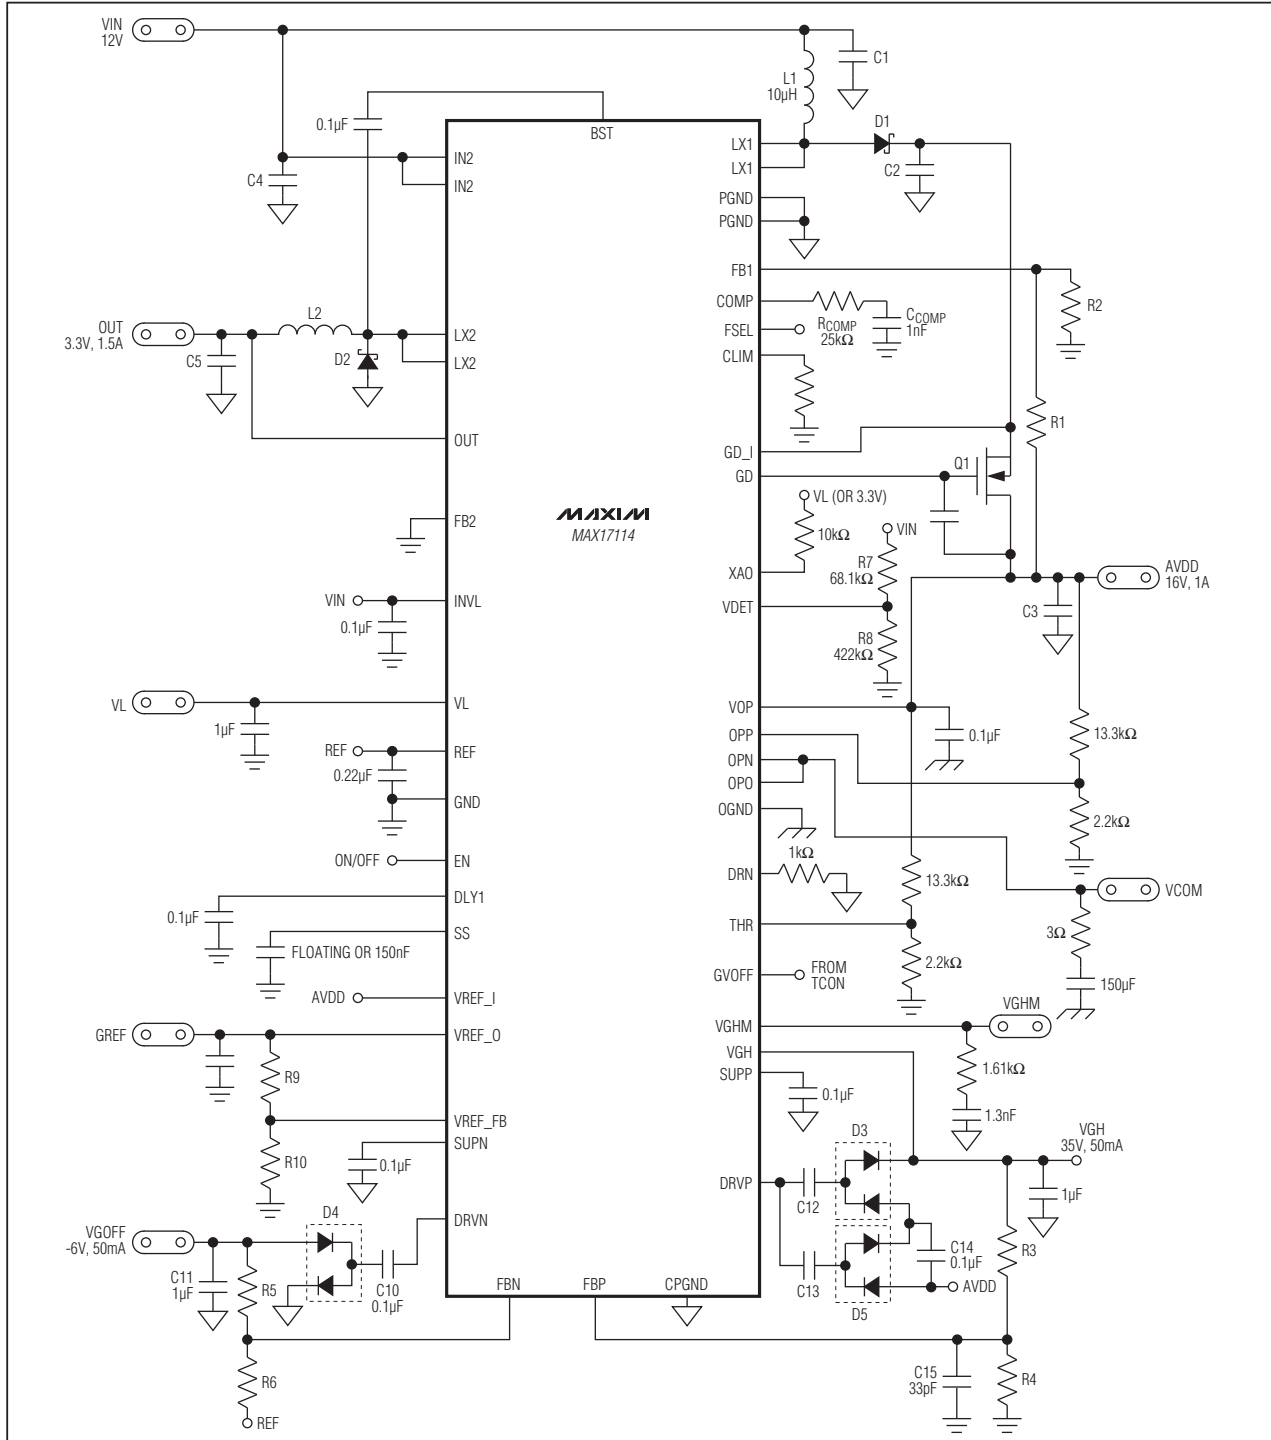 VIN
12V
C1
L1
10µH
0.1µF
BST
D1
LX1
LX1
C2
IN2
IN2
C4
PGND
PGND
FB1
R2
COMP
RCOMP
25kΩ
CCOMP
1nF
FSEL
CLIM
OUT
3.3V, 1.5A
L2
LX2
LX2
C5
D2
R1
OUT
GD_I
GD
Q1
VL (OR 3.3V)
10kΩ
VIN
FB2
MAXIM
MAX17114
XAO
R7
68.1kΩ
AVDD
16V, 1A
VIN
INVL
0.1µF
VDET
C3
R8
422kΩ
VL
VL
1µF
VOP
0.1µF
13.3kΩ
OPP
REF
REF
0.22µF
OPN
OPO
GND
OGND
2.2kΩ
1kΩ
ON/OFF
EN
DRN
13.3kΩ
VCOM
DLY1
0.1µF
SS
FLOATING OR 150nF
THR
3Ω
2.2kΩ
GVOFF
FROM
TCON
150µF
AVDD
VREF_I
VGHM
GREF
VREF_O
VGHM
VGH
SUPP
1.61kΩ
R9
0.1µF
1.3nF
VREF_FB
SUPN
0.1µF
R10
D3
VGH
35V, 50mA
DRVP
C12
1µF
D4
DRVN
VGOFF
-6V, 50mA
C11
1µF
R5
C10
0.1µF
C13
C14
0.1µF
R3
AVDD
FBN
FBP
CPGND
D5
R6
REF
C15
33pF
R4